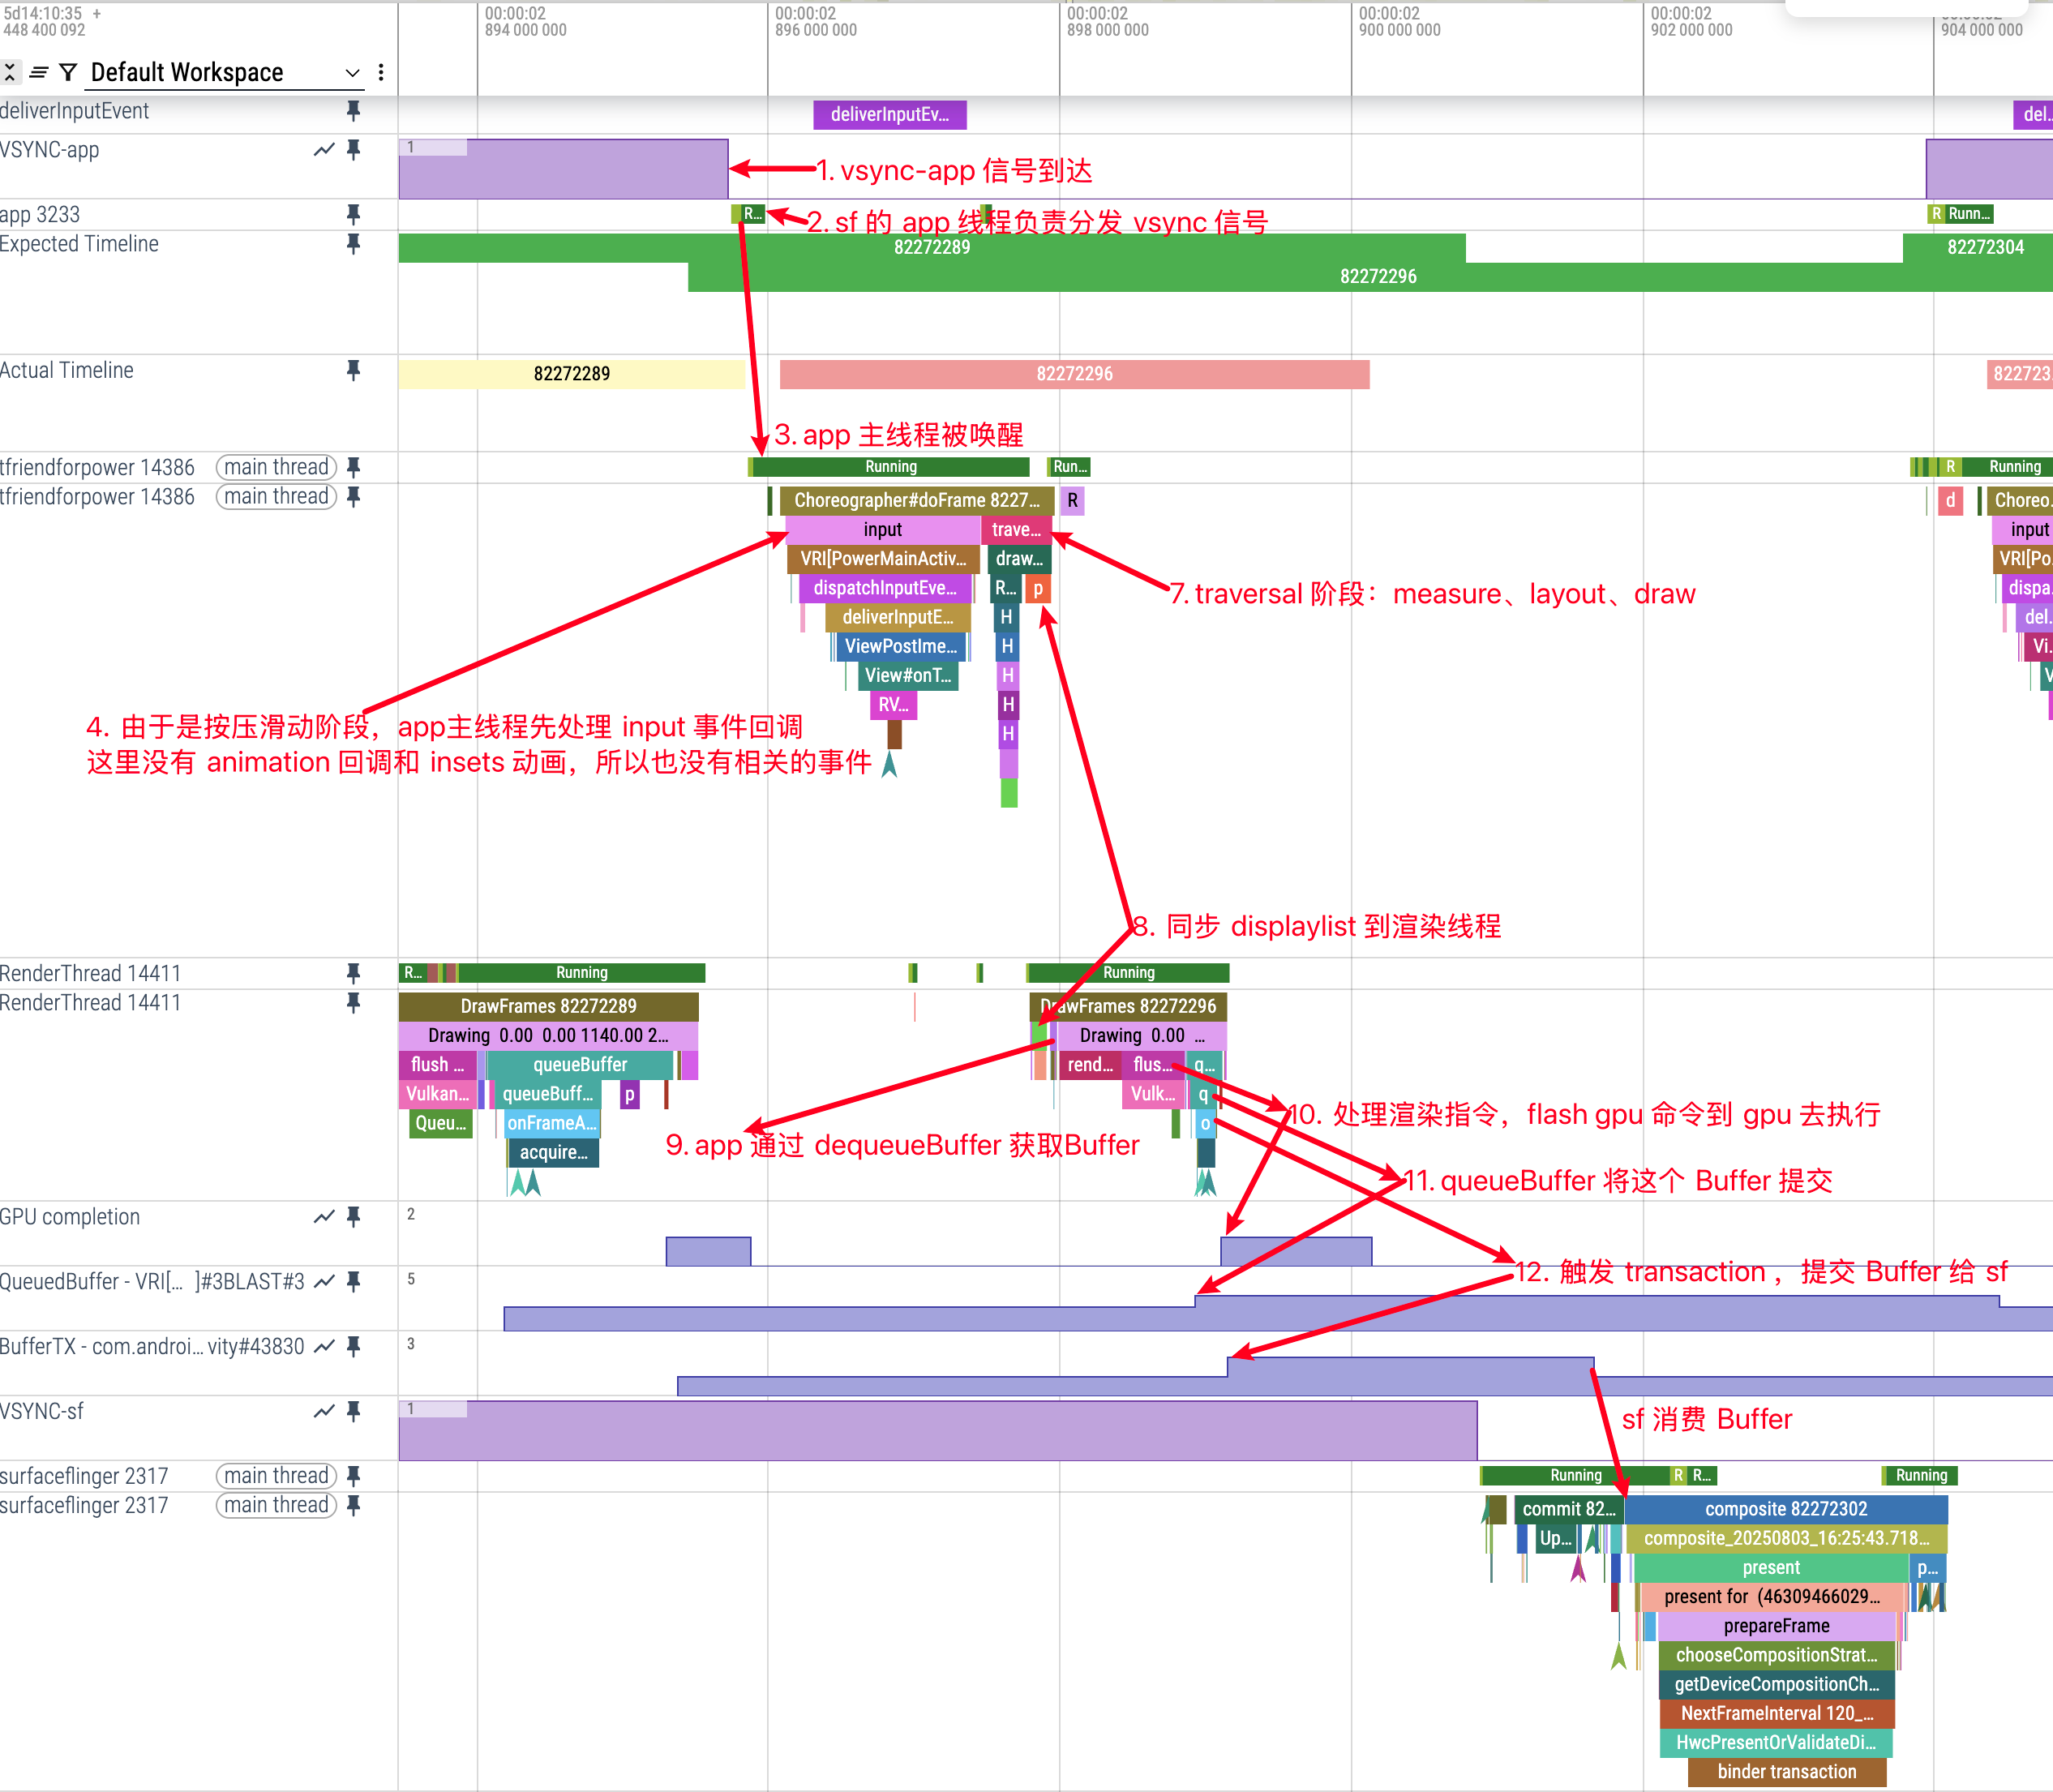 5d14:10:35 +
448 400 092
00:00:02
894 000 000
00:00:02
896 000 000
00:00:02
898 000 000
00:00:02
900 000 000
00:00:02
902 000 000
904 000 000
Default Workspace
deliverInputEvent
deliverInputEv...
del...
VSYNC-app
1
1. vsync-app 信号到达
app 3233
R...
2. sf 的 app 线程负责分发 vsync 信号
R Runn...
Expected Timeline
82272289
82272304
82272296
Actual Timeline
82272289
82272296
822723...
3. app 主线程被唤醒
tfriendforpower 14386 main thread
Running
Run...
R
Running
tfriendforpower 14386 main thread
Choreographer#doFrame 8227...
R
d
Choreo...
input
trave...
input
VRI[PowerMainActiv...
draw...
VRI[Po...
dispatchInputEve...
R...
p
dispa...
7. traversal 阶段：measure、layout、draw
deliverInputE...
H
del...
ViewPostIme...
H
Vi...
View#onT...
H
V
RV...
H
4. 由于是按压滑动阶段，app主线程先处理 input 事件回调
H
这里没有 animation 回调和 insets 动画，所以也没有相关的事件
8. 同步 displaylist 到渲染线程
RenderThread 14411
R...
Running
Running
RenderThread 14411
DrawFrames 82272289
DrawFrames 82272296
Drawing 0.00 0.00 1140.00 2...
Drawing 0.00 ...
flush ...
queueBuffer
rend...
flus...
q...
Vulkan...
queueBuff...
p
Vulk...
q
Queu...
onFrameA...
o
10. 处理渲染指令，flash gpu 命令到 gpu 去执行
9. app 通过 dequeueBuffer 获取Buffer
acquire...
11. queueBuffer 将这个 Buffer 提交
GPU completion
2
QueuedBuffer - VRI[... ]#3BLAST#3
5
12. 触发 transaction ，提交 Buffer 给 sf
BufferTX - com.androi... vity#43830
3
VSYNC-sf
1
sf 消费 Buffer
surfaceflinger 2317 main thread
Running
R
R...
Running
surfaceflinger 2317 main thread
commit 82...
composite 82272302
Up...
composite_20250803_16:25:43.718...
present
p...
present for (46309466029...
prepareFrame
chooseCompositionStrat...
getDeviceCompositionCh...
NextFrameInterval 120_...
HwcPresentOrValidateDi...
binder transaction